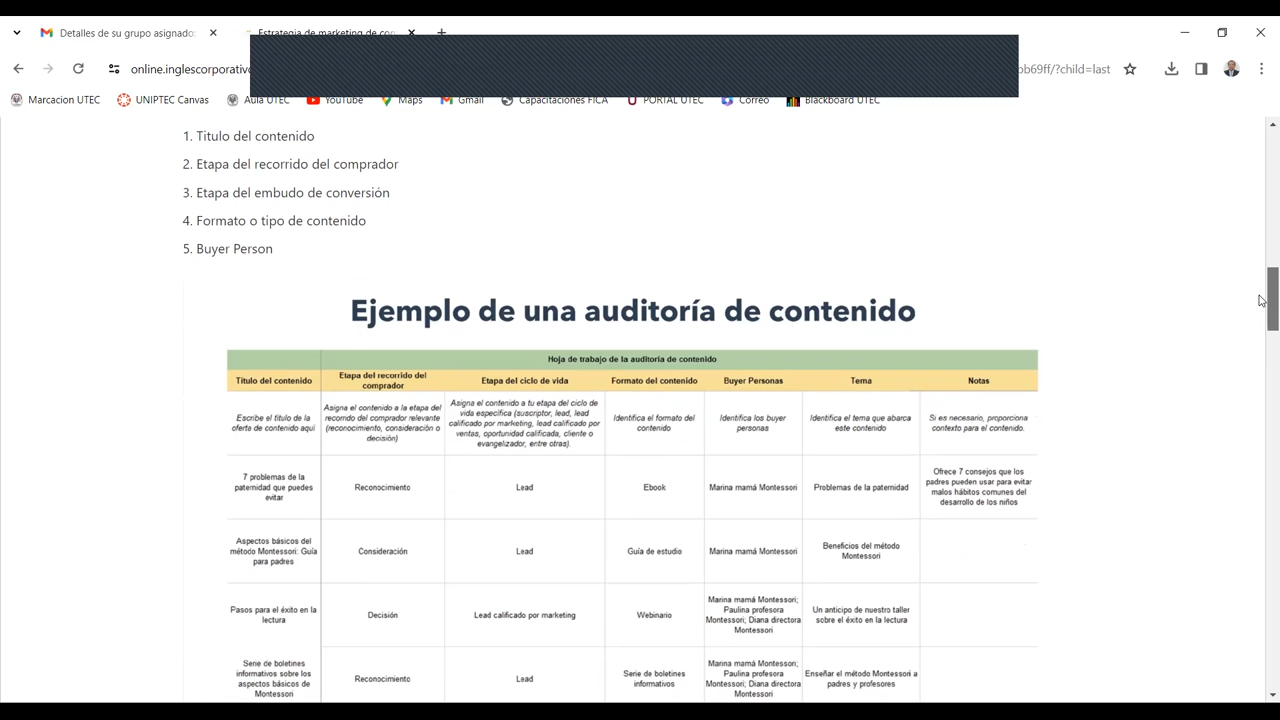 Detalles de su grupo asignado:
Estrategia de marketing de con
online.inglescorporativo
b69ff/?child=last
Marcacion UTEC
UNIPTEC Canvas
Aula UTEC
YouTube
Maps
Gmail
Capacitaciones FICA
PORTAL UTEC
Correo
Blackboard UTEC
1. Titulo del contenido
2. Etapa del recorrido del comprador
3. Etapa del embudo de conversión
4. Formato o tipo de contenido
5. Buyer Person
Ejemplo de una auditoría de contenido
Hoja de trabajo de la auditoría de contenido
Título del contenido
Etapa del recorrido del
comprador
Etapa del ciclo de vida
Formato del contenido
Buyer Personas
Tema
Notas
Escribe el título de la
oferta de contenido aquí
Asigna el contenido a la etapa del
recorrido del comprador relevante
(reconocimiento, consideración o
decisión)
Asigna el contenido a tu etapa del ciclo de
vida específica (suscriptor, lead, lead
calificado por marketing, lead calificado por
ventas, oportunidad calificada, cliente o
evangelizador, entre otras).
Identifica el formato del
contenido
Identifica los buyer
personas
Identifica el tema que abarca
este contenido
Si es necesario, proporciona
contexto para el contenido.
7 problemas de la
paternidad que puedes
evitar
Reconocimiento
Lead
Ebook
Marina mamá Montessori
Problemas de la paternidad
Ofrece 7 consejos que los
padres pueden usar para evitar
malos hábitos comunes del
desarrollo de los niños
Aspectos básicos del
método Montessori: Guía
para padres
Consideración
Lead
Guía de estudio
Marina mamá Montessori
Beneficios del método
Montessori
Pasos para el éxito en la
lectura
Decisión
Lead calificado por marketing
Webinario
Marina mamá Montessori;
Paulina profesora
Montessori; Diana directora
Montessori
Un anticipo de nuestro taller
sobre el éxito en la lectura
Serie de boletines
informativos sobre los
aspectos básicos de
Montessori
Reconocimiento
Lead
Serie de boletines
informativos
Marina mamá Montessori;
Paulina profesora
Montessori; Diana directora
Montessori
Enseñar el método Montessori a
padres y profesores